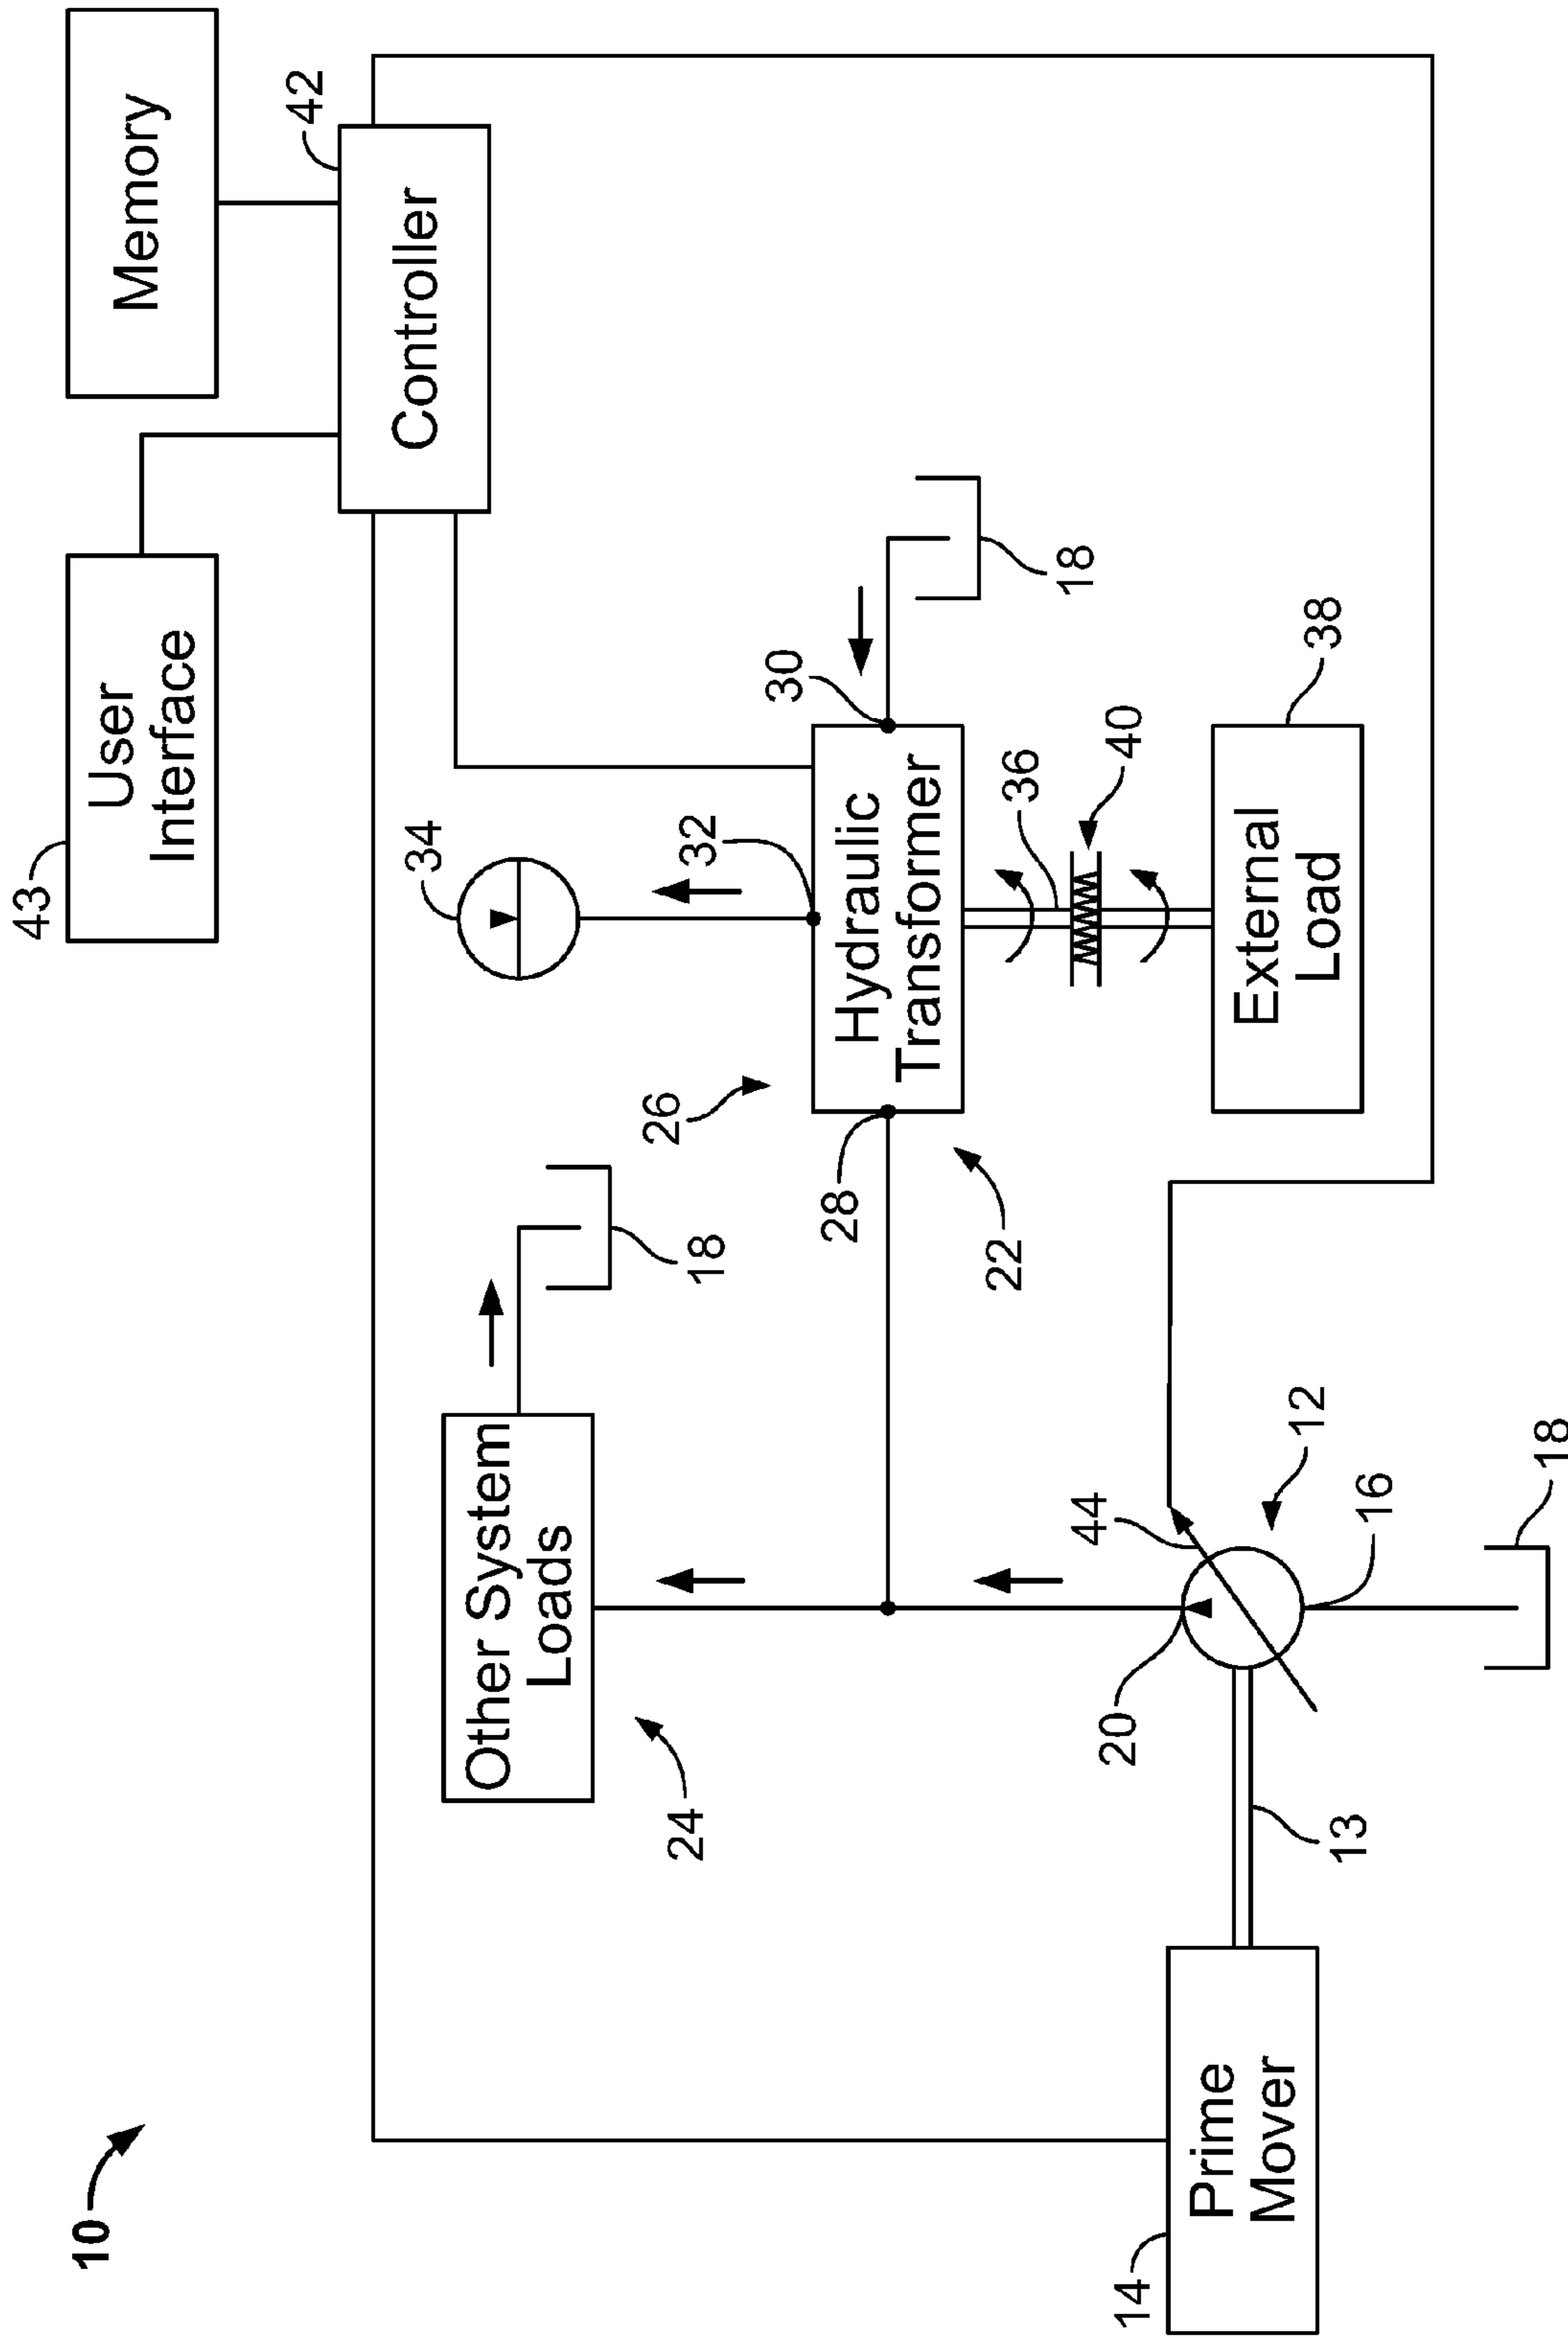 10
43
User
Interface
Memory
42
Controller
34
Other System
Loads
24
18
26
32
30
Hydraulic
Transformer
28
22
18
36
40
External
Load
38
44
20
12
16
18
13
14
Prime
Mover